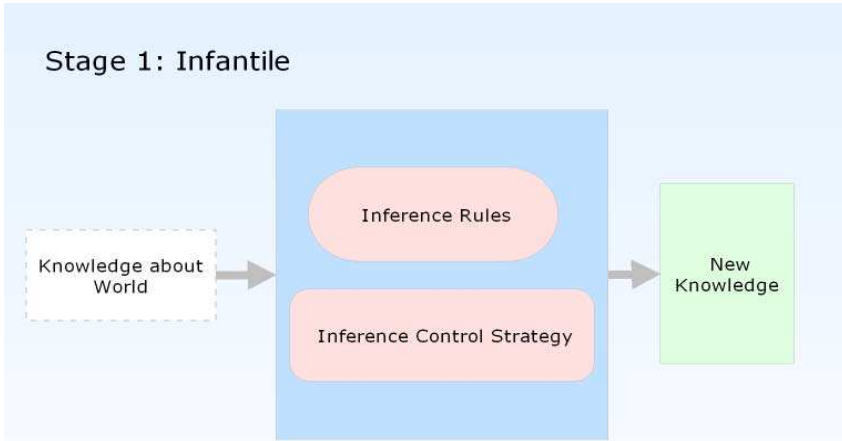 Stage 1: Infantile
Inference Rules
Knowledge about
World
New
Knowledge
Inference Control Strategy